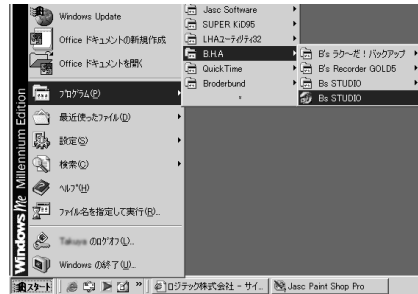 Windows Update
Office ドキュメントの新規作成
Office ドキュメントを開く
プログラム(P)
最近使ったファイル(D)
設定(S)
検索(C)
ヘルプ(H)
ファイル名を指定して実行(R)...
のログオフ(L)...
Windows の終了(U)...
Windows Me Millennium Edition
Jasc Software
SUPER KiD95
LHAユーティリティ32
B.H.A
QuickTime
Broderbund
B's ラク～だ！バックアップ
B's Recorder GOLD5
Bs STUDIO
Bs STUDIO
スタート
ロジテック株式会社 - サイ...
Jasc Paint Shop Pro